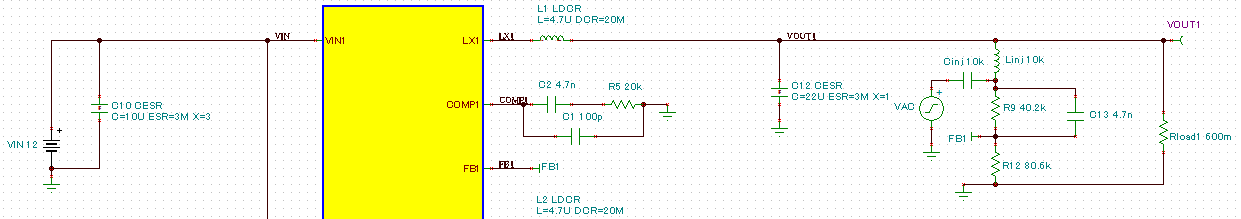 L1 LDCR
L=4.7U DCR=20M
VOUT1
VIN
VIN1
LX1
LX1
VOUT1
Cinj 10k
Linj 10k
C10 CESR
C=10U ESR=3M X=3
C2 4.7n
R5 20k
C12 CESR
C=22U ESR=3M X=1
VAC
+
R9 40.2k
COMP1
COMP1
C1 100p
C13 4.7n
+
VIN 12
FB1
Rload1 600m
FB1
FB1
FB1
R12 80.6k
L2 LDCR
L=4.7U DCR=20M